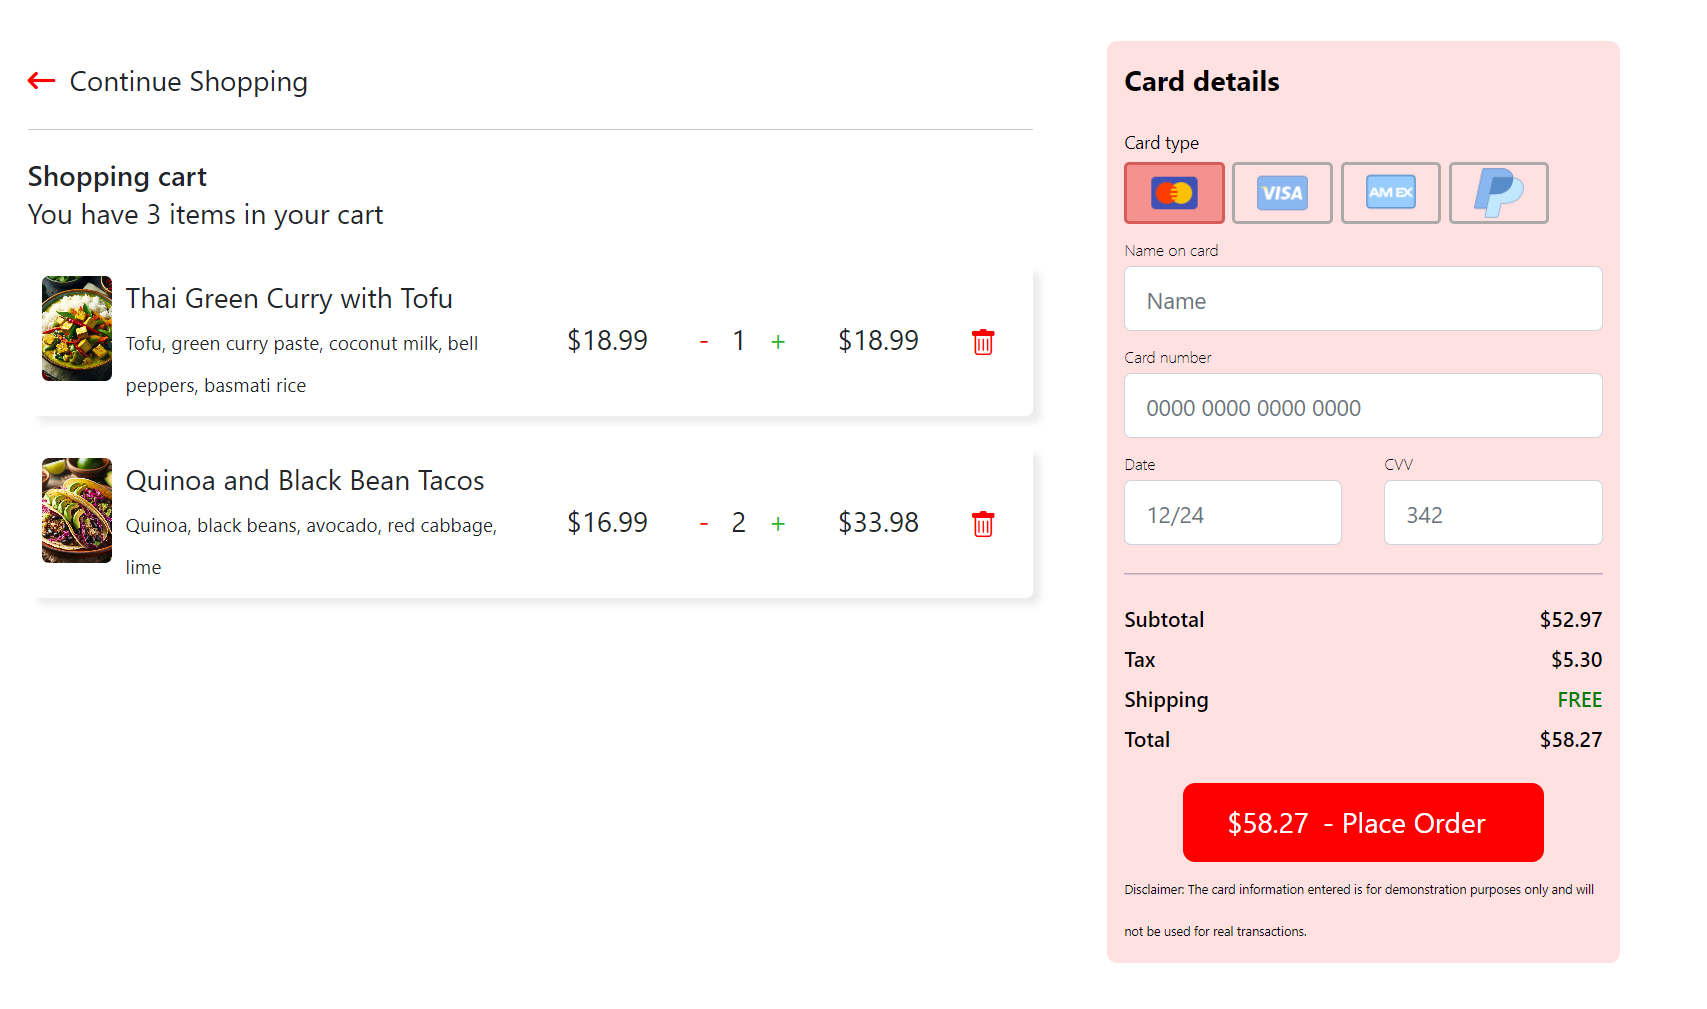 Continue Shopping
Shopping cart
You have 3 items in your cart
Thai Green Curry with Tofu
Tofu, green curry paste, coconut milk, bell
peppers, basmati rice
$18.99 - 1 + $18.99
Quinoa and Black Bean Tacos
Quinoa, black beans, avocado, red cabbage,
lime
$16.99 - 2 + $33.98
Card details
Card type
VISA AM EX
Name on card
Name
Card number
0000 0000 0000 0000
Date CVV
12/24 342
Subtotal $52.97
Tax $5.30
Shipping FREE
Total $58.27
$58.27 - Place Order
Disclaimer: The card information entered is for demonstration purposes only and will
not be used for real transactions.